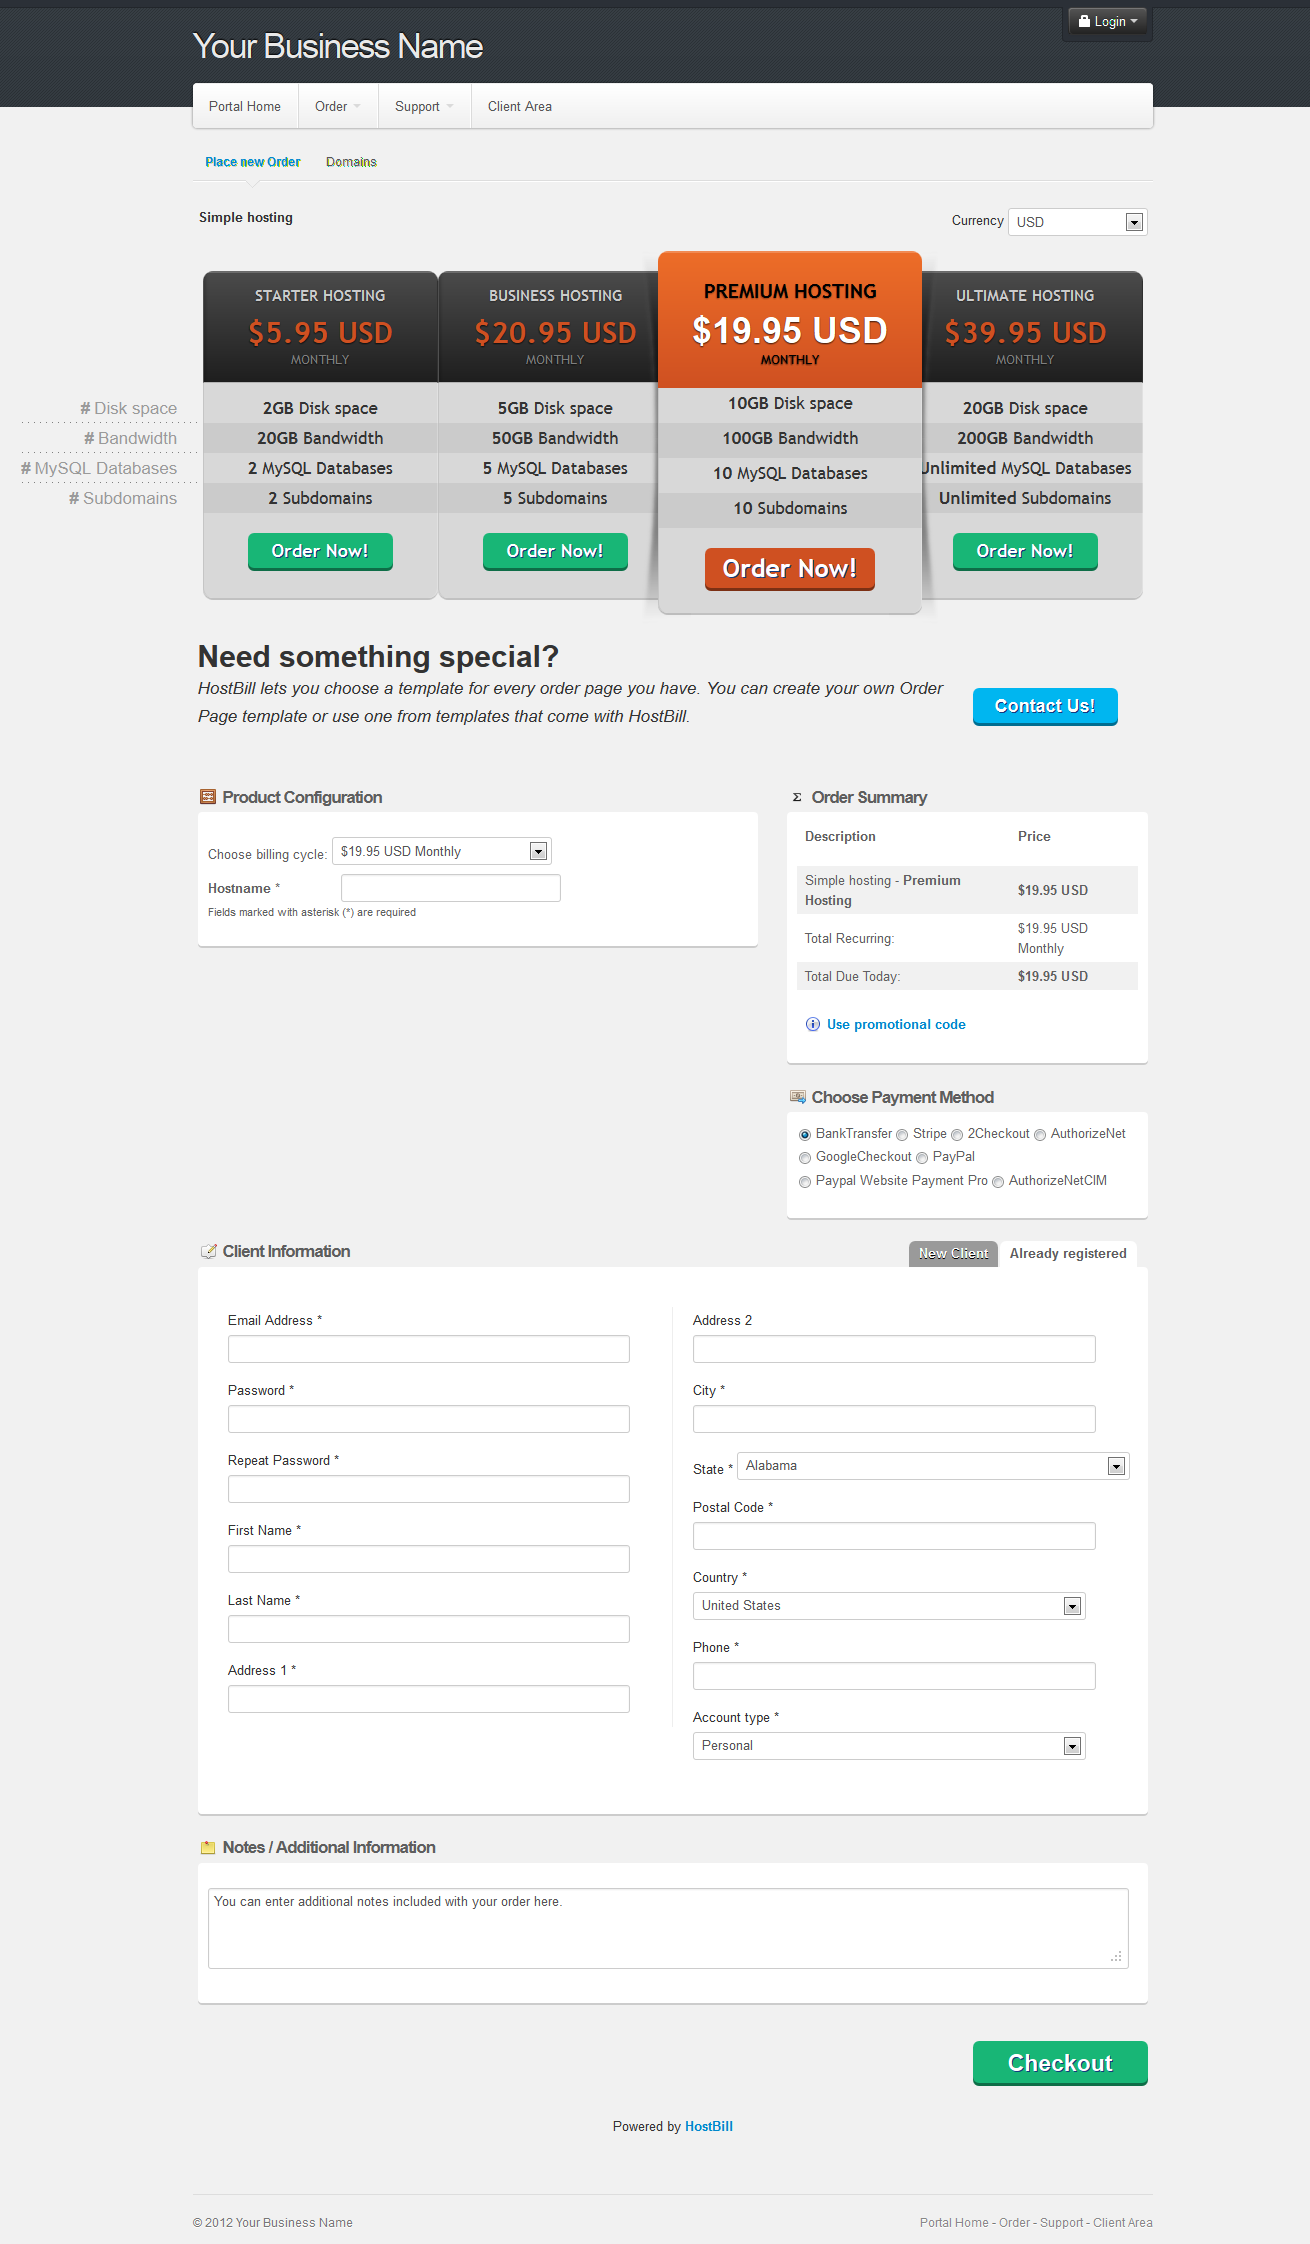 Login
Your Business Name
Portal Home Order Support Client Area
Place new Order Domains
Simple hosting
Currency USD
STARTER HOSTING
$5.95 USD
MONTHLY
BUSINESS HOSTING
$20.95 USD
MONTHLY
PREMIUM HOSTING
$19.95 USD
MONTHLY
ULTIMATE HOSTING
$39.95 USD
MONTHLY
# Disk space
# Bandwidth
# MySQL Databases
# Subdomains
2GB Disk space
20GB Bandwidth
2 MySQL Databases
2 Subdomains
Order Now!
5GB Disk space
50GB Bandwidth
5 MySQL Databases
5 Subdomains
Order Now!
10GB Disk space
100GB Bandwidth
10 MySQL Databases
10 Subdomains
Order Now!
20GB Disk space
200GB Bandwidth
Unlimited MySQL Databases
Unlimited Subdomains
Order Now!
Need something special?
HostBill lets you choose a template for every order page you have. You can create your own Order
Page template or use one from templates that come with HostBill.
Contact Us!
Product Configuration
Choose billing cycle: $19.95 USD Monthly
Hostname *
Fields marked with asterisk (*) are required
Order Summary
Description Price
Simple hosting - Premium
Hosting
$19.95 USD
Total Recurring:
$19.95 USD
Monthly
Total Due Today: $19.95 USD
Use promotional code
Choose Payment Method
BankTransfer Stripe 2Checkout AuthorizeNet
GoogleCheckout PayPal
Paypal Website Payment Pro AuthorizeNetCIM
Client Information
New Client Already registered
Email Address *
Password *
Repeat Password *
First Name *
Last Name *
Address 1 *
Address 2
City *
State * Alabama
Postal Code *
Country *
United States
Phone *
Account type *
Personal
Notes / Additional Information
You can enter additional notes included with your order here.
Checkout
Powered by HostBill
© 2012 Your Business Name
Portal Home - Order - Support - Client Area